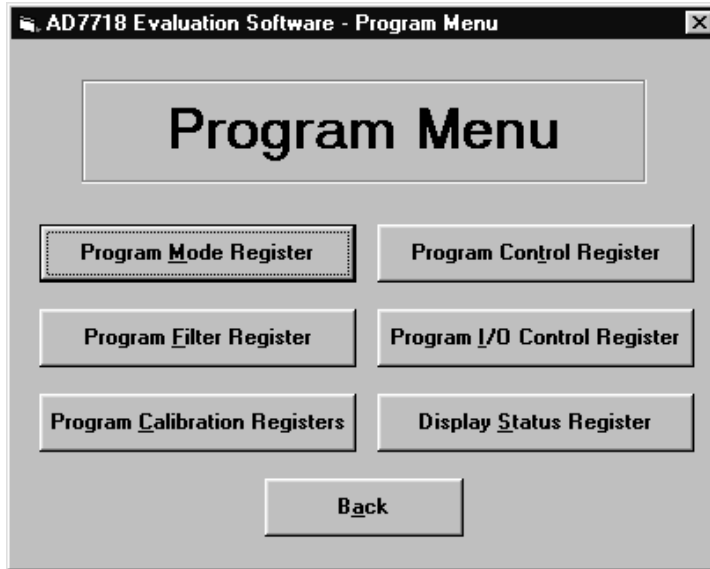 AD7718 Evaluation Software - Program Menu
Program Menu
Program Mode Register
Program Control Register
Program Filter Register
Program I/O Control Register
Program Calibration Registers
Display Status Register
Back